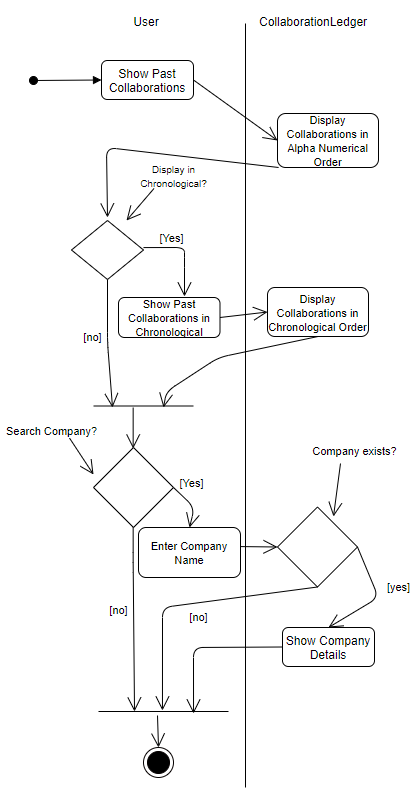 User
CollaborationLedger
Show Past
Collaborations
Display
Collaborations in
Alpha Numerical
Order
Display in
Chronological?
[Yes]
Show Past
Collaborations in
Chronological
Display
Collaborations in
Chronological Order
[no]
Search Company?
Company exists?
[Yes]
Enter Company
Name
[yes]
[no]
[no]
Show Company
Details